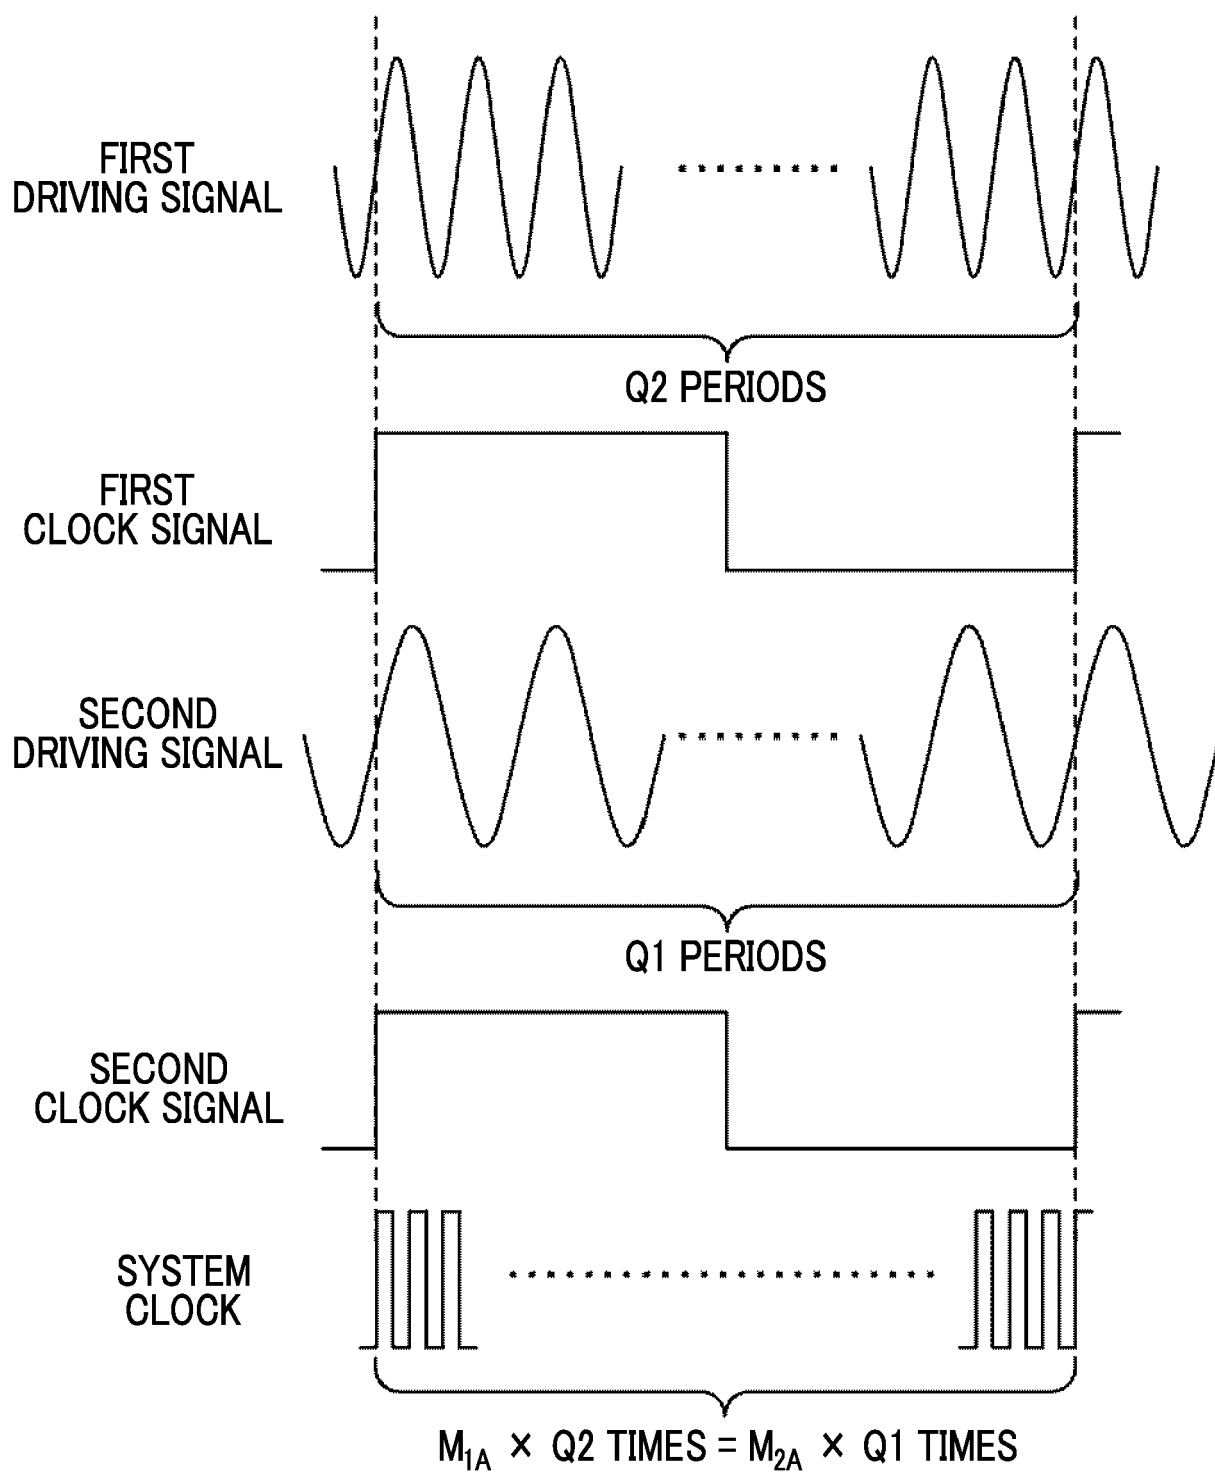 FIRST
DRIVING SIGNAL
Q2 PERIODS
FIRST
CLOCK SIGNAL
SECOND
DRIVING SIGNAL
Q1 PERIODS
SECOND
CLOCK SIGNAL
SYSTEM
CLOCK
M1A × Q2 TIMES = M2A × Q1 TIMES